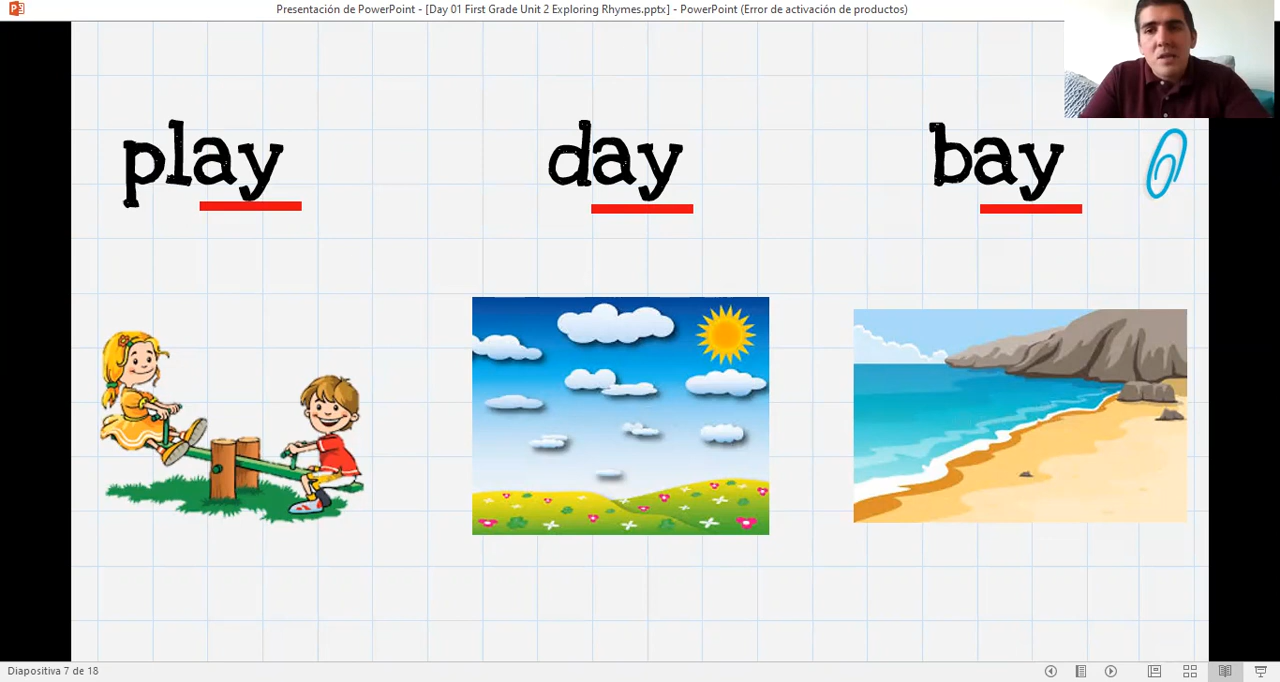 Presentación de PowerPoint - [Day 01 First Grade Unit 2 Exploring Rhymes.pptx] - PowerPoint (Error de activación de productos)
play day bay
Diapositiva 7 de 18